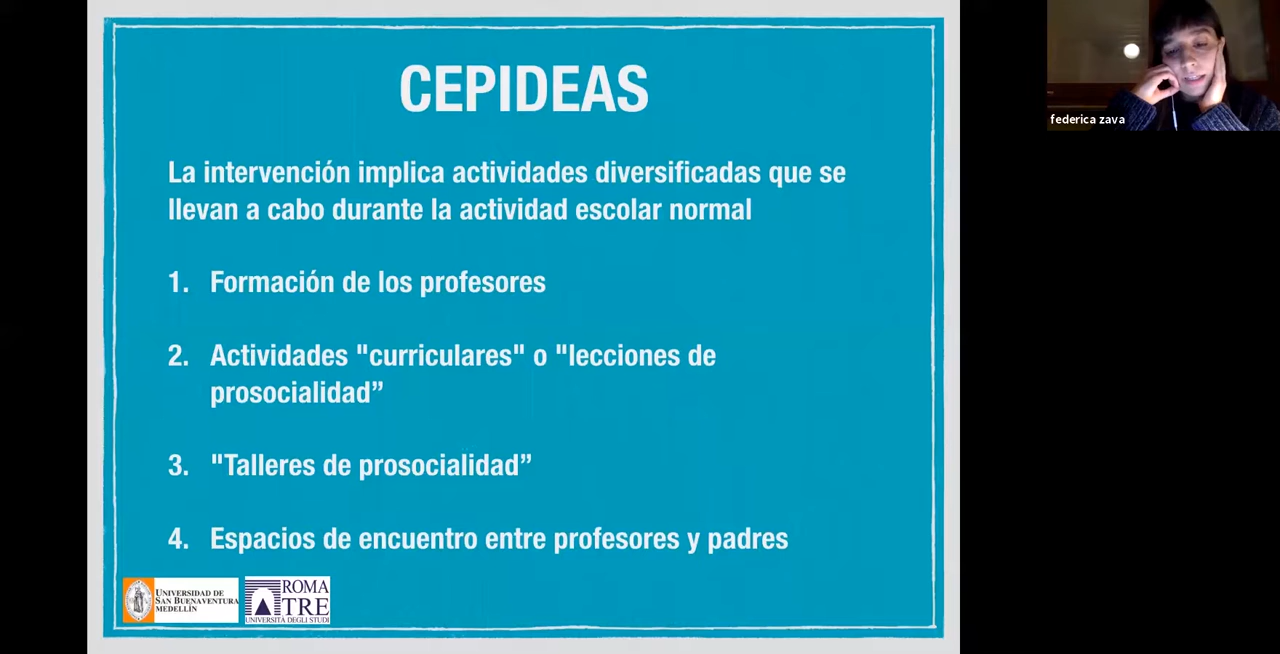 CEPIDEAS
La intervención implica actividades diversificadas que se
llevan a cabo durante la actividad escolar normal
1. Formación de los profesores
2. Actividades "curriculares" o "lecciones de
prosocialidad”
3. "Talleres de prosocialidad”
4. Espacios de encuentro entre profesores y padres
UNIVERSIDAD DE
SAN BUENAVENTURA
MEDELLÍN
ROMA
TRE
UNIVERSITÀ DEGLI STUDI
federica zava